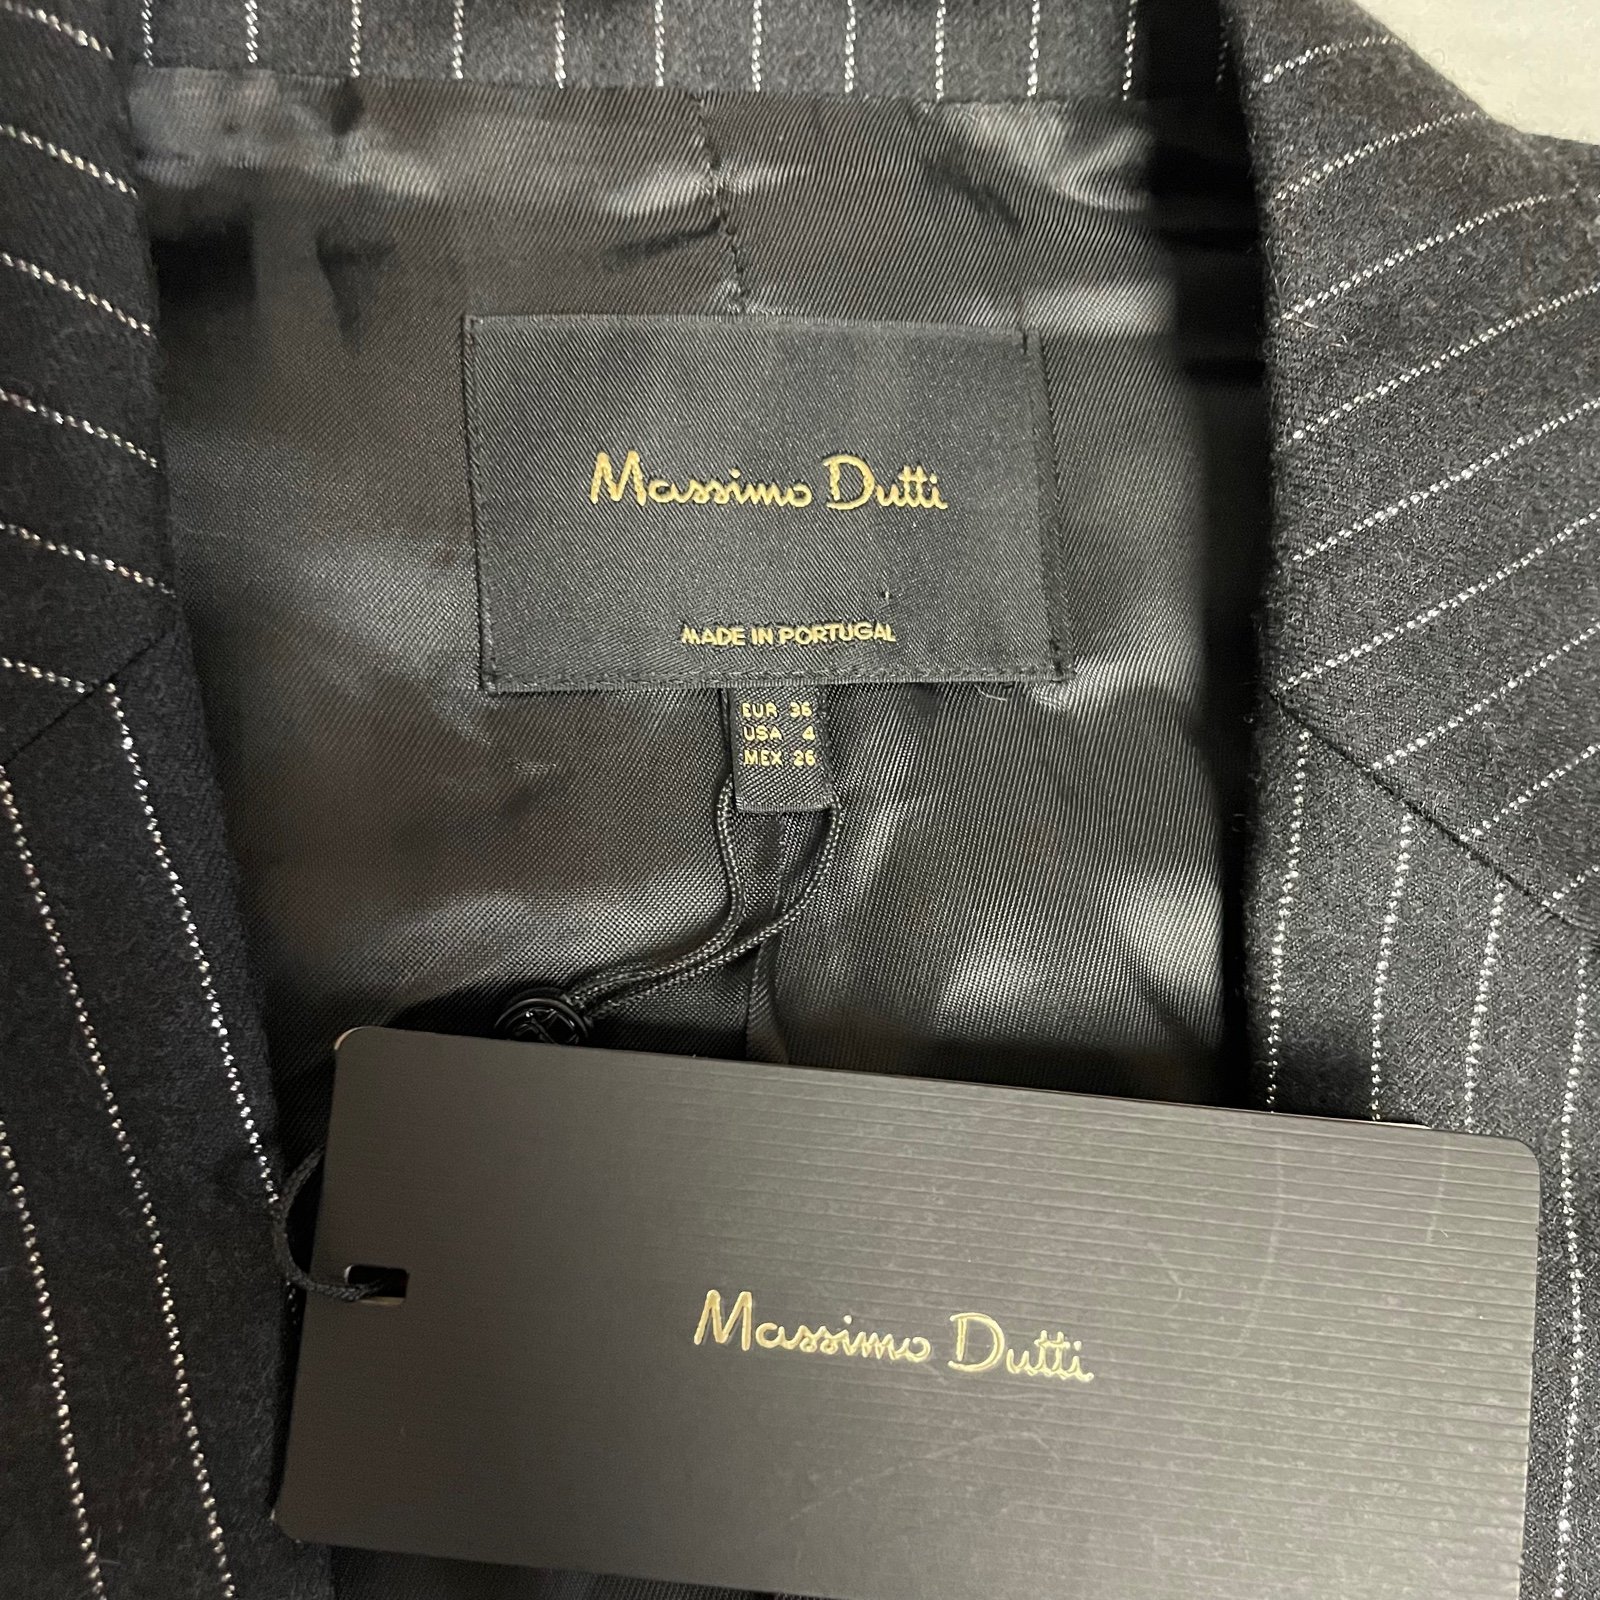 Massimo Dutti
MADE IN PORTUGAL
EUR 36
USA 4
MEX 26
Massimo Dutti